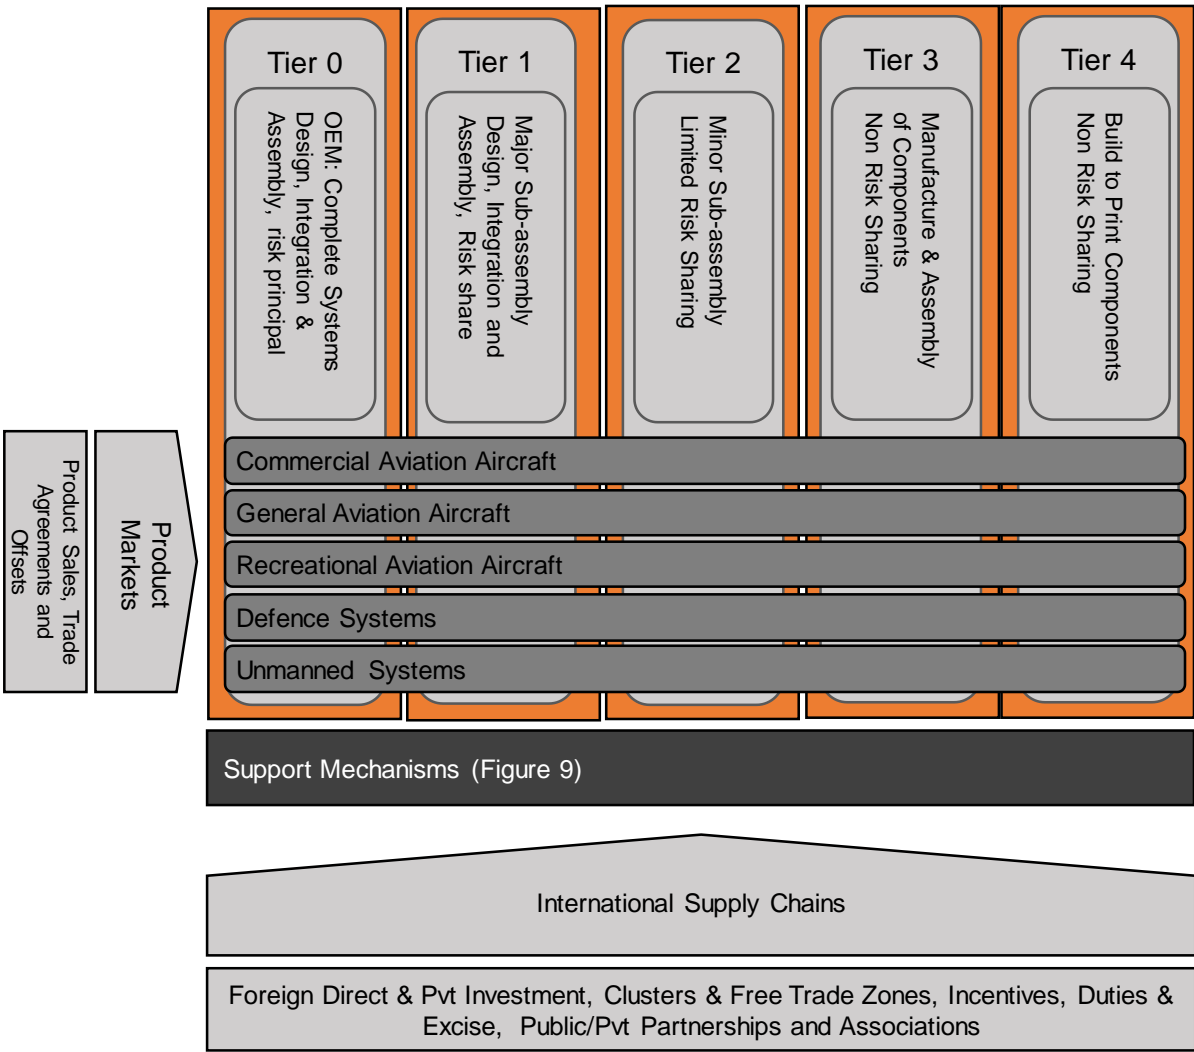 Tier 0
OEM: Complete Systems
Design, Integration &
Assembly, risk principal
Tier 1
Major Sub-assembly
Design, Integration and
Assembly, Risk share
Tier 2
Minor Sub-assembly
Limited Risk Sharing
Tier 3
Manufacture & Assembly
of Components
Non Risk Sharing
Tier 4
Build to Print Components
Non Risk Sharing
Product Sales, Trade
Agreements and
Offsets
Product
Markets
Commercial Aviation Aircraft
General Aviation Aircraft
Recreational Aviation Aircraft
Defence Systems
Unmanned Systems
Support Mechanisms (Figure 9)
International Supply Chains
Foreign Direct & Pvt Investment, Clusters & Free Trade Zones, Incentives, Duties &
Excise, Public/Pvt Partnerships and Associations